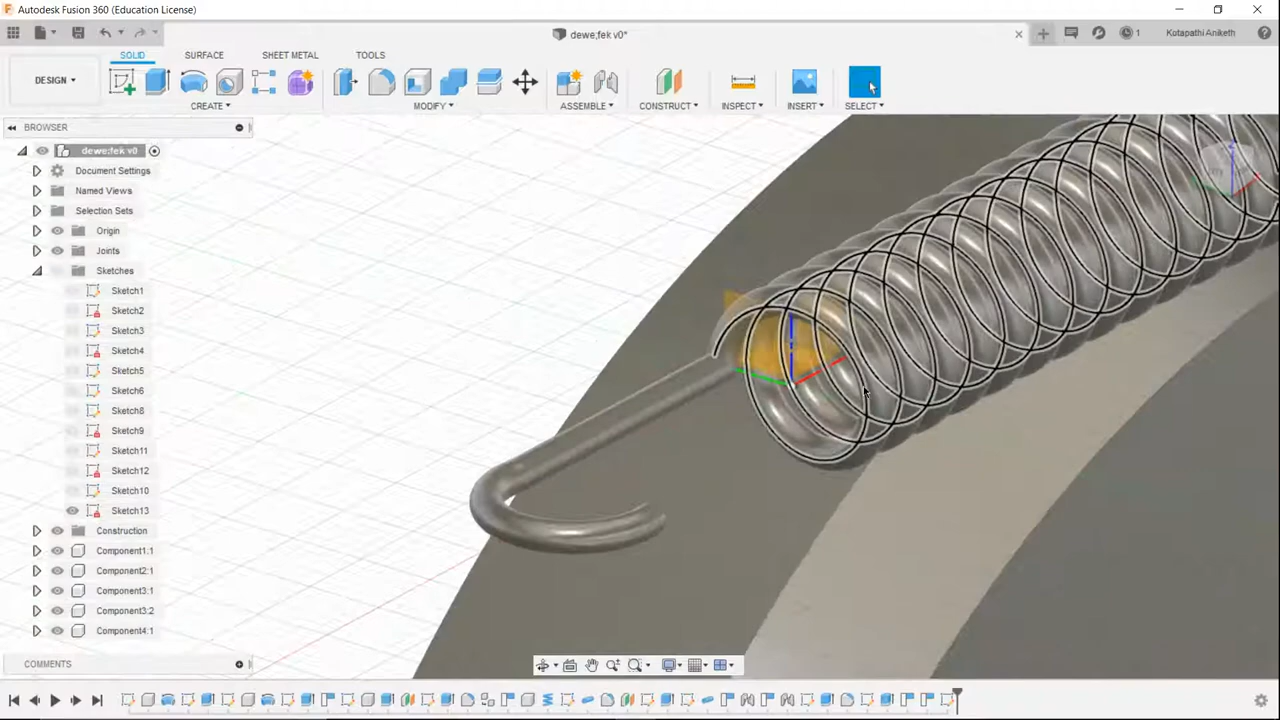 Autodesk Fusion 360 (Education License)
dewe;fek v0*
1
Kotapathi Aniketh
SOLID
SURFACE
SHEET METAL
TOOLS
DESIGN
CREATE
MODIFY
ASSEMBLE
CONSTRUCT
INSPECT
INSERT
SELECT
BROWSER
dewe;fek v0
Document Settings
Named Views
Selection Sets
Origin
Joints
Sketches
Sketch1
Sketch2
Sketch3
Sketch4
Sketch5
Sketch6
Sketch8
Sketch9
Sketch11
Sketch12
Sketch10
Sketch13
Construction
Component1:1
Component2:1
Component3:1
Component3:2
Component4:1
COMMENTS